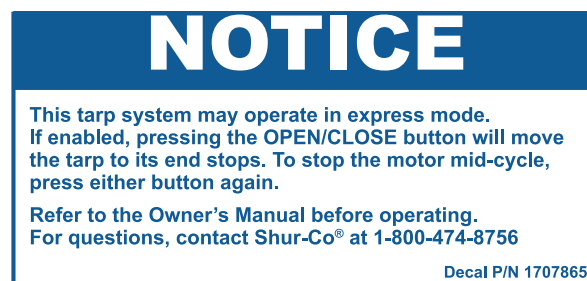 NOTICE
This tarp system may operate in express mode.
If enabled, pressing the OPEN/CLOSE button will move
the tarp to its end stops. To stop the motor mid-cycle,
press either button again.
Refer to the Owner's Manual before operating.
For questions, contact Shur-Co® at 1-800-474-8756
Decal P/N 1707865